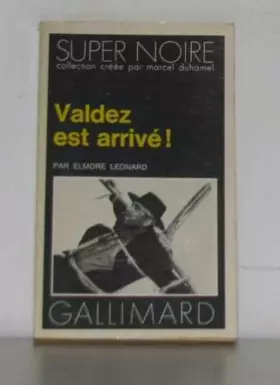 SUPER NOIRE
collection créée par marcel duhamel
Valdez
est arrivé!
PAR ELMORE LEONARD
GALLIMARD